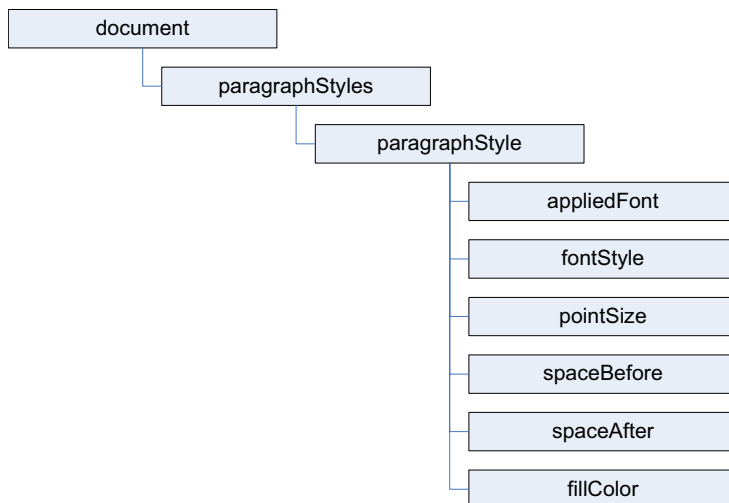 document
paragraphStyles
paragraphStyle
appliedFont
fontStyle
pointSize
spaceBefore
spaceAfter
fillColor